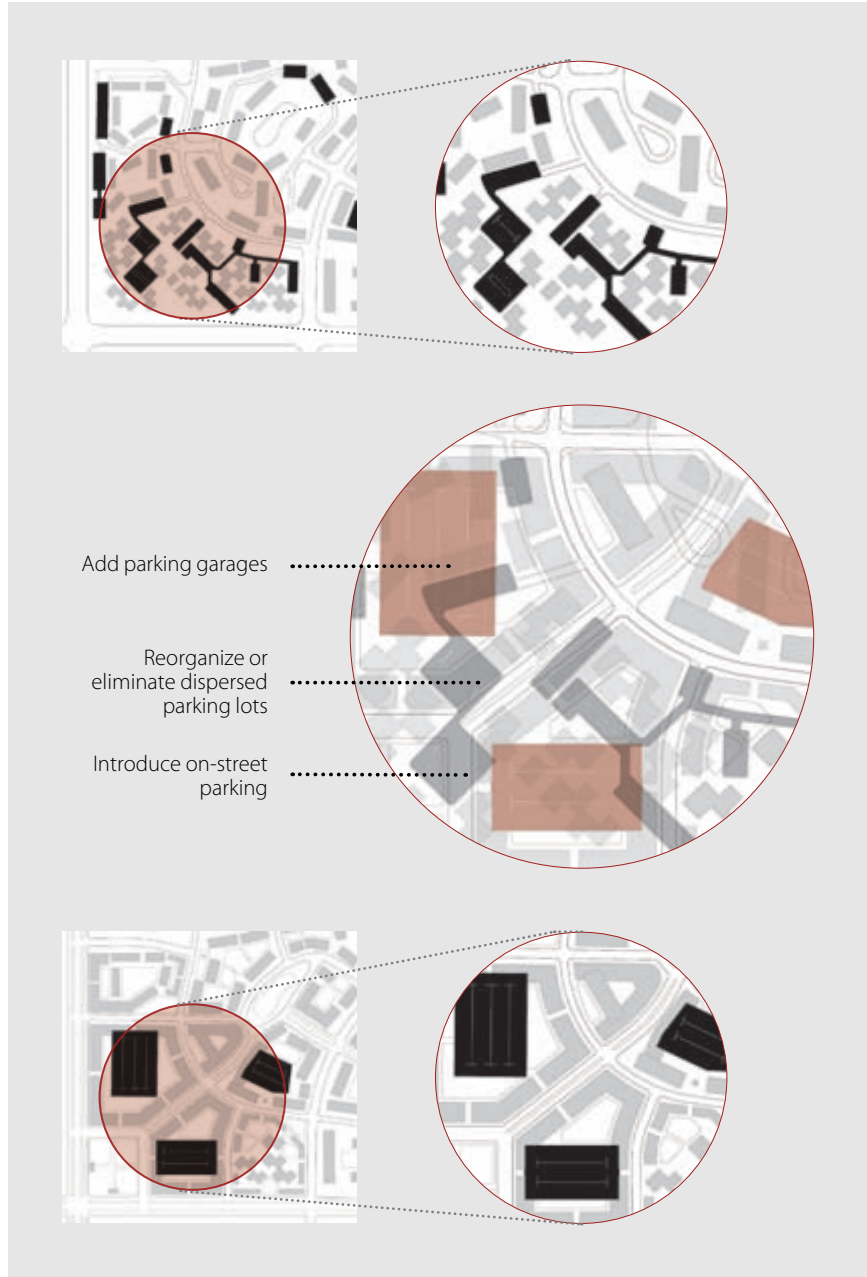 Add parking garages
Reorganize or
eliminate dispersed
parking lots
Introduce on-street
parking